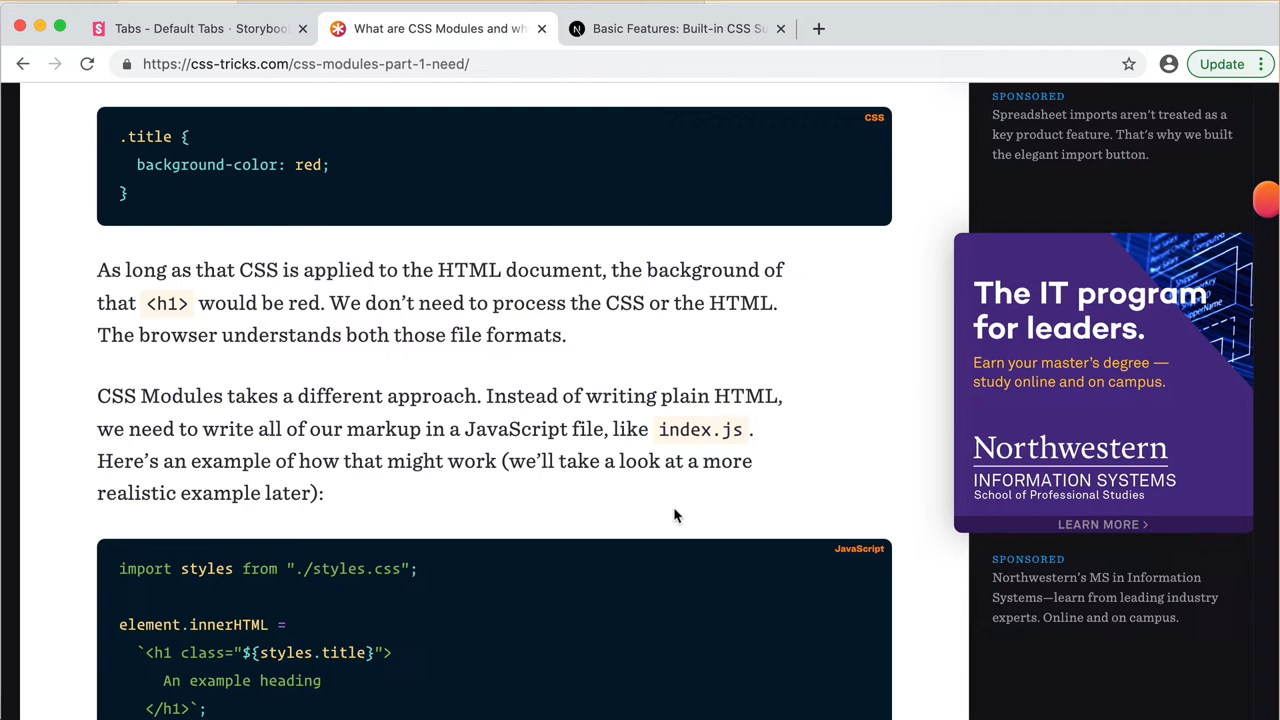 Tabs - Default Tabs · Storyboo
What are CSS Modules and wh
Basic Features: Built-in CSS Su
https://css-tricks.com/css-modules-part-1-need/
Update
CSS
.title {
background-color: red;
}
As long as that CSS is applied to the HTML document, the background of
that <h1> would be red. We don’t need to process the CSS or the HTML.
The browser understands both those file formats.
CSS Modules takes a different approach. Instead of writing plain HTML,
we need to write all of our markup in a JavaScript file, like index.js.
Here’s an example of how that might work (we’ll take a look at a more
realistic example later):
JavaScript
import styles from "./styles.css";
element.innerHTML =
`<h1 class="${styles.title}">
An example heading
</h1>`;
SPONSORED
Spreadsheet imports aren’t treated as a
key product feature. That’s why we built
the elegant import button.
The IT program
for leaders.
Earn your master’s degree —
study online and on campus.
Northwestern
INFORMATION SYSTEMS
School of Professional Studies
LEARN MORE >
SPONSORED
Northwestern’s MS in Information
Systems—learn from leading industry
experts. Online and on campus.